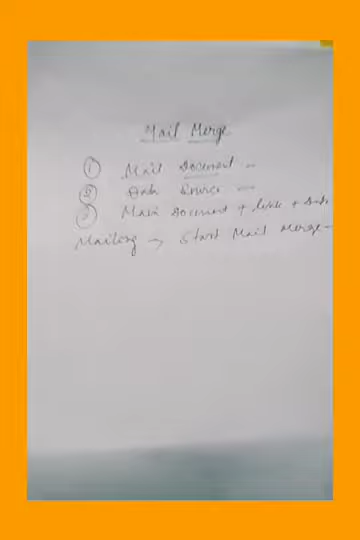 Mail Merge
① Mail Document –
② Data Source –
③ Main Document + link + Data
Mailing → Start Mail Merge –